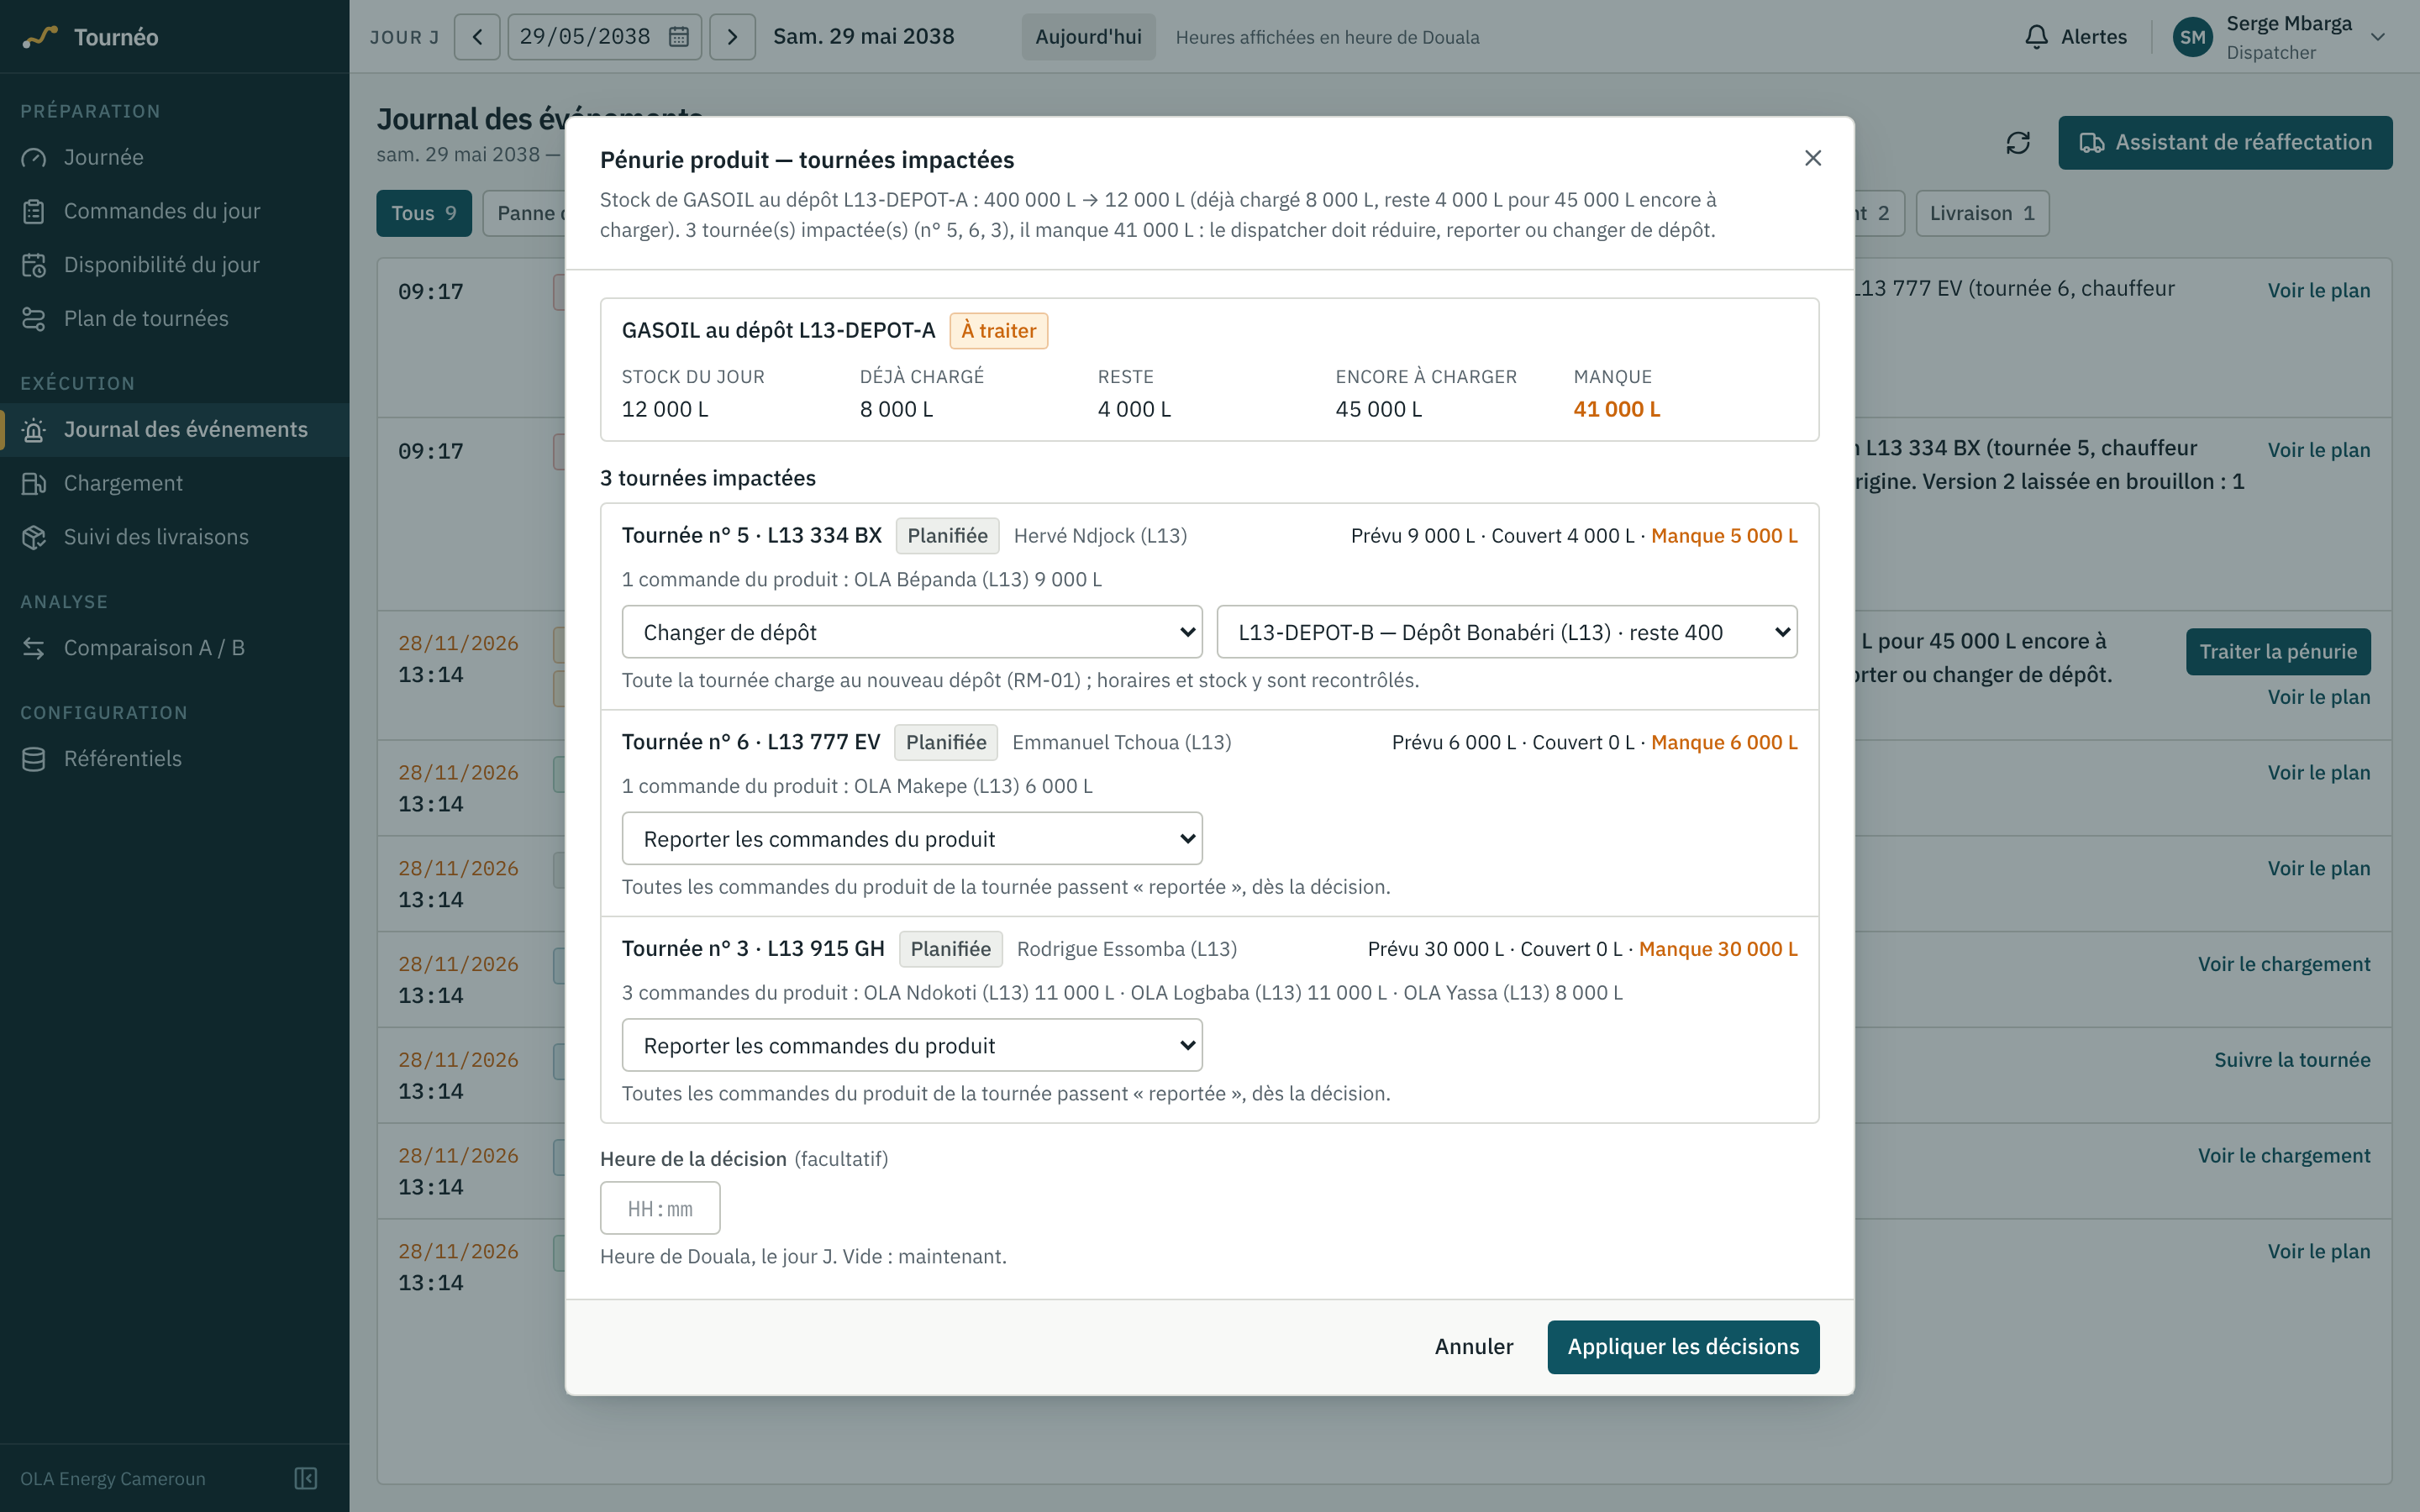 Tournéo
JOUR J
29/05/2038
Sam. 29 mai 2038
Aujourd'hui
Heures affichées en heure de Douala
Alertes
SM
Serge Mbarga
Dispatcher
PRÉPARATION
Journée
Commandes du jour
Disponibilité du jour
Plan de tournées
EXÉCUTION
Journal des événements
Chargement
Suivi des livraisons
ANALYSE
Comparaison A / B
CONFIGURATION
Référentiels
OLA Energy Cameroun
Journal des événements
sam. 29 mai 2038 —
Assistant de réaffectation
Tous 9
Panne
2
Livraison 1
09:17
L13 777 EV (tournée 6, chauffeur
Voir le plan
09:17
L13 334 BX (tournée 5, chauffeur
Voir le plan
Version 2 laissée en brouillon : 1
28/11/2026
13:14
L pour 45 000 L encore à
ou changer de dépôt.
Traiter la pénurie
Voir le plan
28/11/2026
13:14
Voir le plan
28/11/2026
13:14
Voir le plan
28/11/2026
13:14
Voir le chargement
28/11/2026
13:14
Suivre la tournée
28/11/2026
13:14
Voir le chargement
28/11/2026
13:14
Voir le plan
Pénurie produit — tournées impactées
Stock de GASOIL au dépôt L13-DEPOT-A : 400 000 L → 12 000 L (déjà chargé 8 000 L, reste 4 000 L pour 45 000 L encore à
charger). 3 tournée(s) impactée(s) (n° 5, 6, 3), il manque 41 000 L : le dispatcher doit réduire, reporter ou changer de dépôt.
GASOIL au dépôt L13-DEPOT-A
À traiter
STOCK DU JOUR
DÉJÀ CHARGÉ
RESTE
ENCORE À CHARGER
MANQUE
12 000 L
8 000 L
4 000 L
45 000 L
41 000 L
3 tournées impactées
Tournée n° 5 · L13 334 BX
Planifiée
Hervé Ndjock (L13)
Prévu 9 000 L · Couvert 4 000 L · Manque 5 000 L
1 commande du produit : OLA Bépanda (L13) 9 000 L
Changer de dépôt
L13-DEPOT-B — Dépôt Bonabéri (L13) · reste 400
Toute la tournée charge au nouveau dépôt (RM-01) ; horaires et stock y sont recontrôlés.
Tournée n° 6 · L13 777 EV
Planifiée
Emmanuel Tchoua (L13)
Prévu 6 000 L · Couvert 0 L · Manque 6 000 L
1 commande du produit : OLA Makepe (L13) 6 000 L
Reporter les commandes du produit
Toutes les commandes du produit de la tournée passent « reportée », dès la décision.
Tournée n° 3 · L13 915 GH
Planifiée
Rodrigue Essomba (L13)
Prévu 30 000 L · Couvert 0 L · Manque 30 000 L
3 commandes du produit : OLA Ndokoti (L13) 11 000 L · OLA Logbaba (L13) 11 000 L · OLA Yassa (L13) 8 000 L
Reporter les commandes du produit
Toutes les commandes du produit de la tournée passent « reportée », dès la décision.
Heure de la décision (facultatif)
HH:mm
Heure de Douala, le jour J. Vide : maintenant.
Annuler
Appliquer les décisions